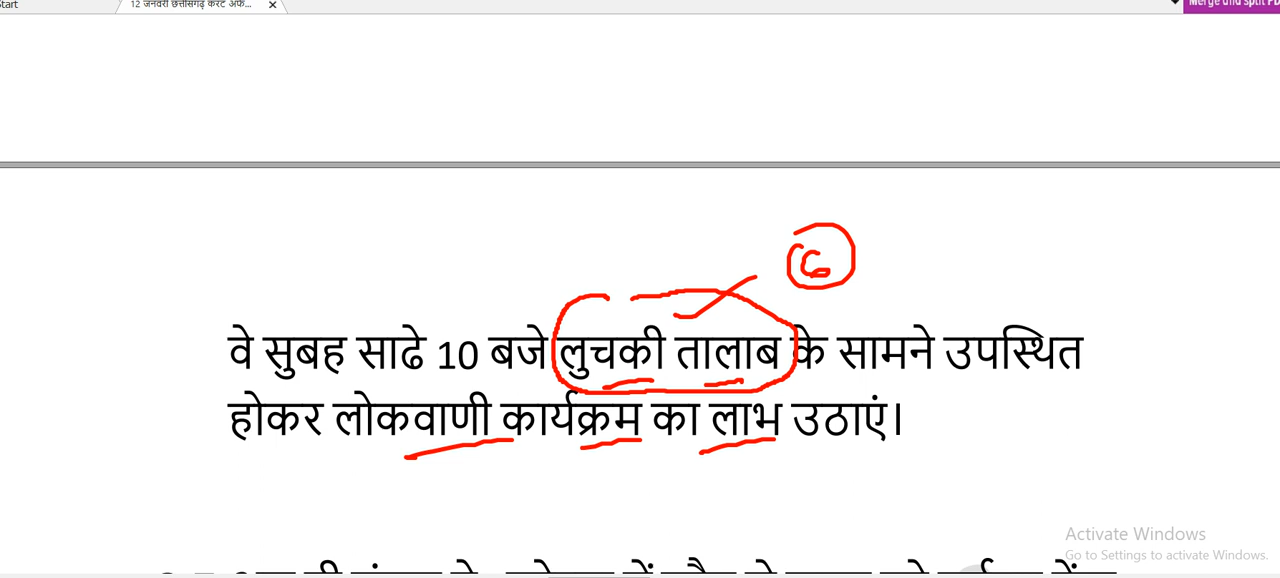 12 जनवरी छत्तीसगढ़ करेंट अफे...
वे सुबह साढे 10 बजे लुचकी तालाब के सामने उपस्थित
होकर लोकवाणी कार्यक्रम का लाभ उठाएं।
Activate Windows
Go to Settings to activate Windows.